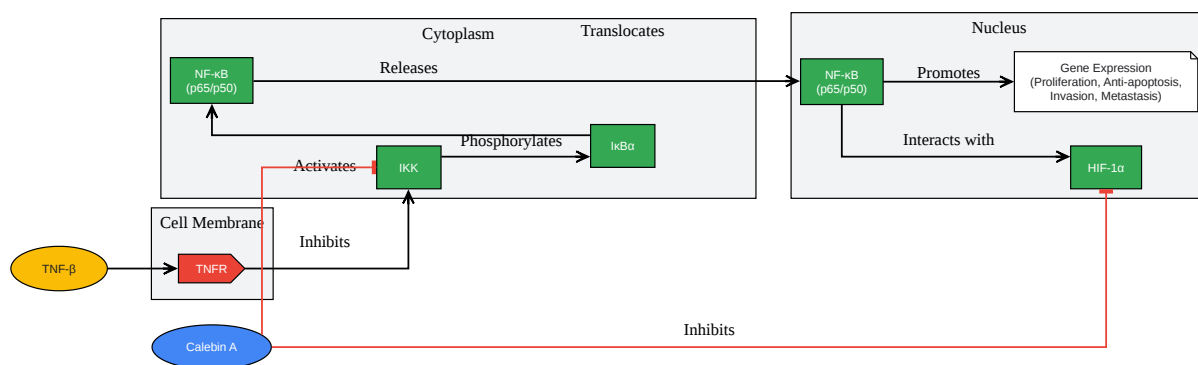 Cytoplasm
Translocates
Nucleus
NF-κB
(p65/p50)
Releases
NF-κB
(p65/p50)
Promotes
Gene Expression
(Proliferation, Anti-apoptosis,
Invasion, Metastasis)
Phosphorylates
IκBα
Interacts with
Activates
IKK
HIF-1α
Cell Membrane
Inhibits
TNF-β
TNFR
Inhibits
Calebin A